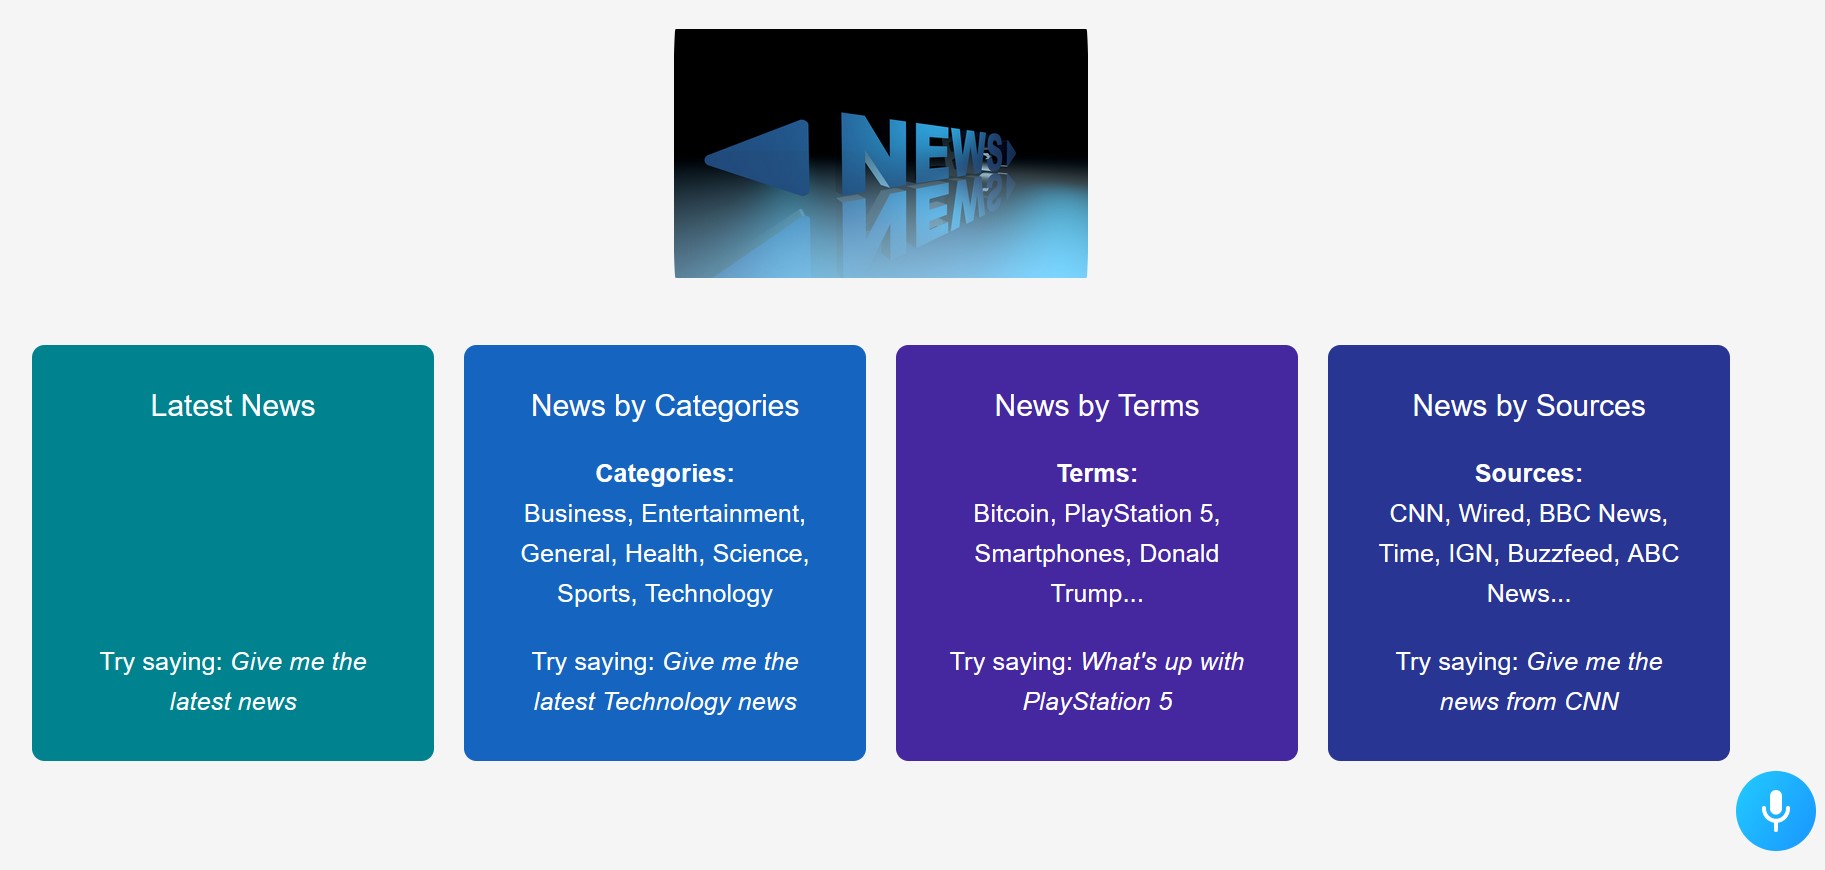 NEWS
Latest News
Try saying: Give me the
latest news
News by Categories
Categories:
Business, Entertainment,
General, Health, Science,
Sports, Technology
Try saying: Give me the
latest Technology news
News by Terms
Terms:
Bitcoin, PlayStation 5,
Smartphones, Donald
Trump...
Try saying: What's up with
PlayStation 5
News by Sources
Sources:
CNN, Wired, BBC News,
Time, IGN, Buzzfeed, ABC
News...
Try saying: Give me the
news from CNN